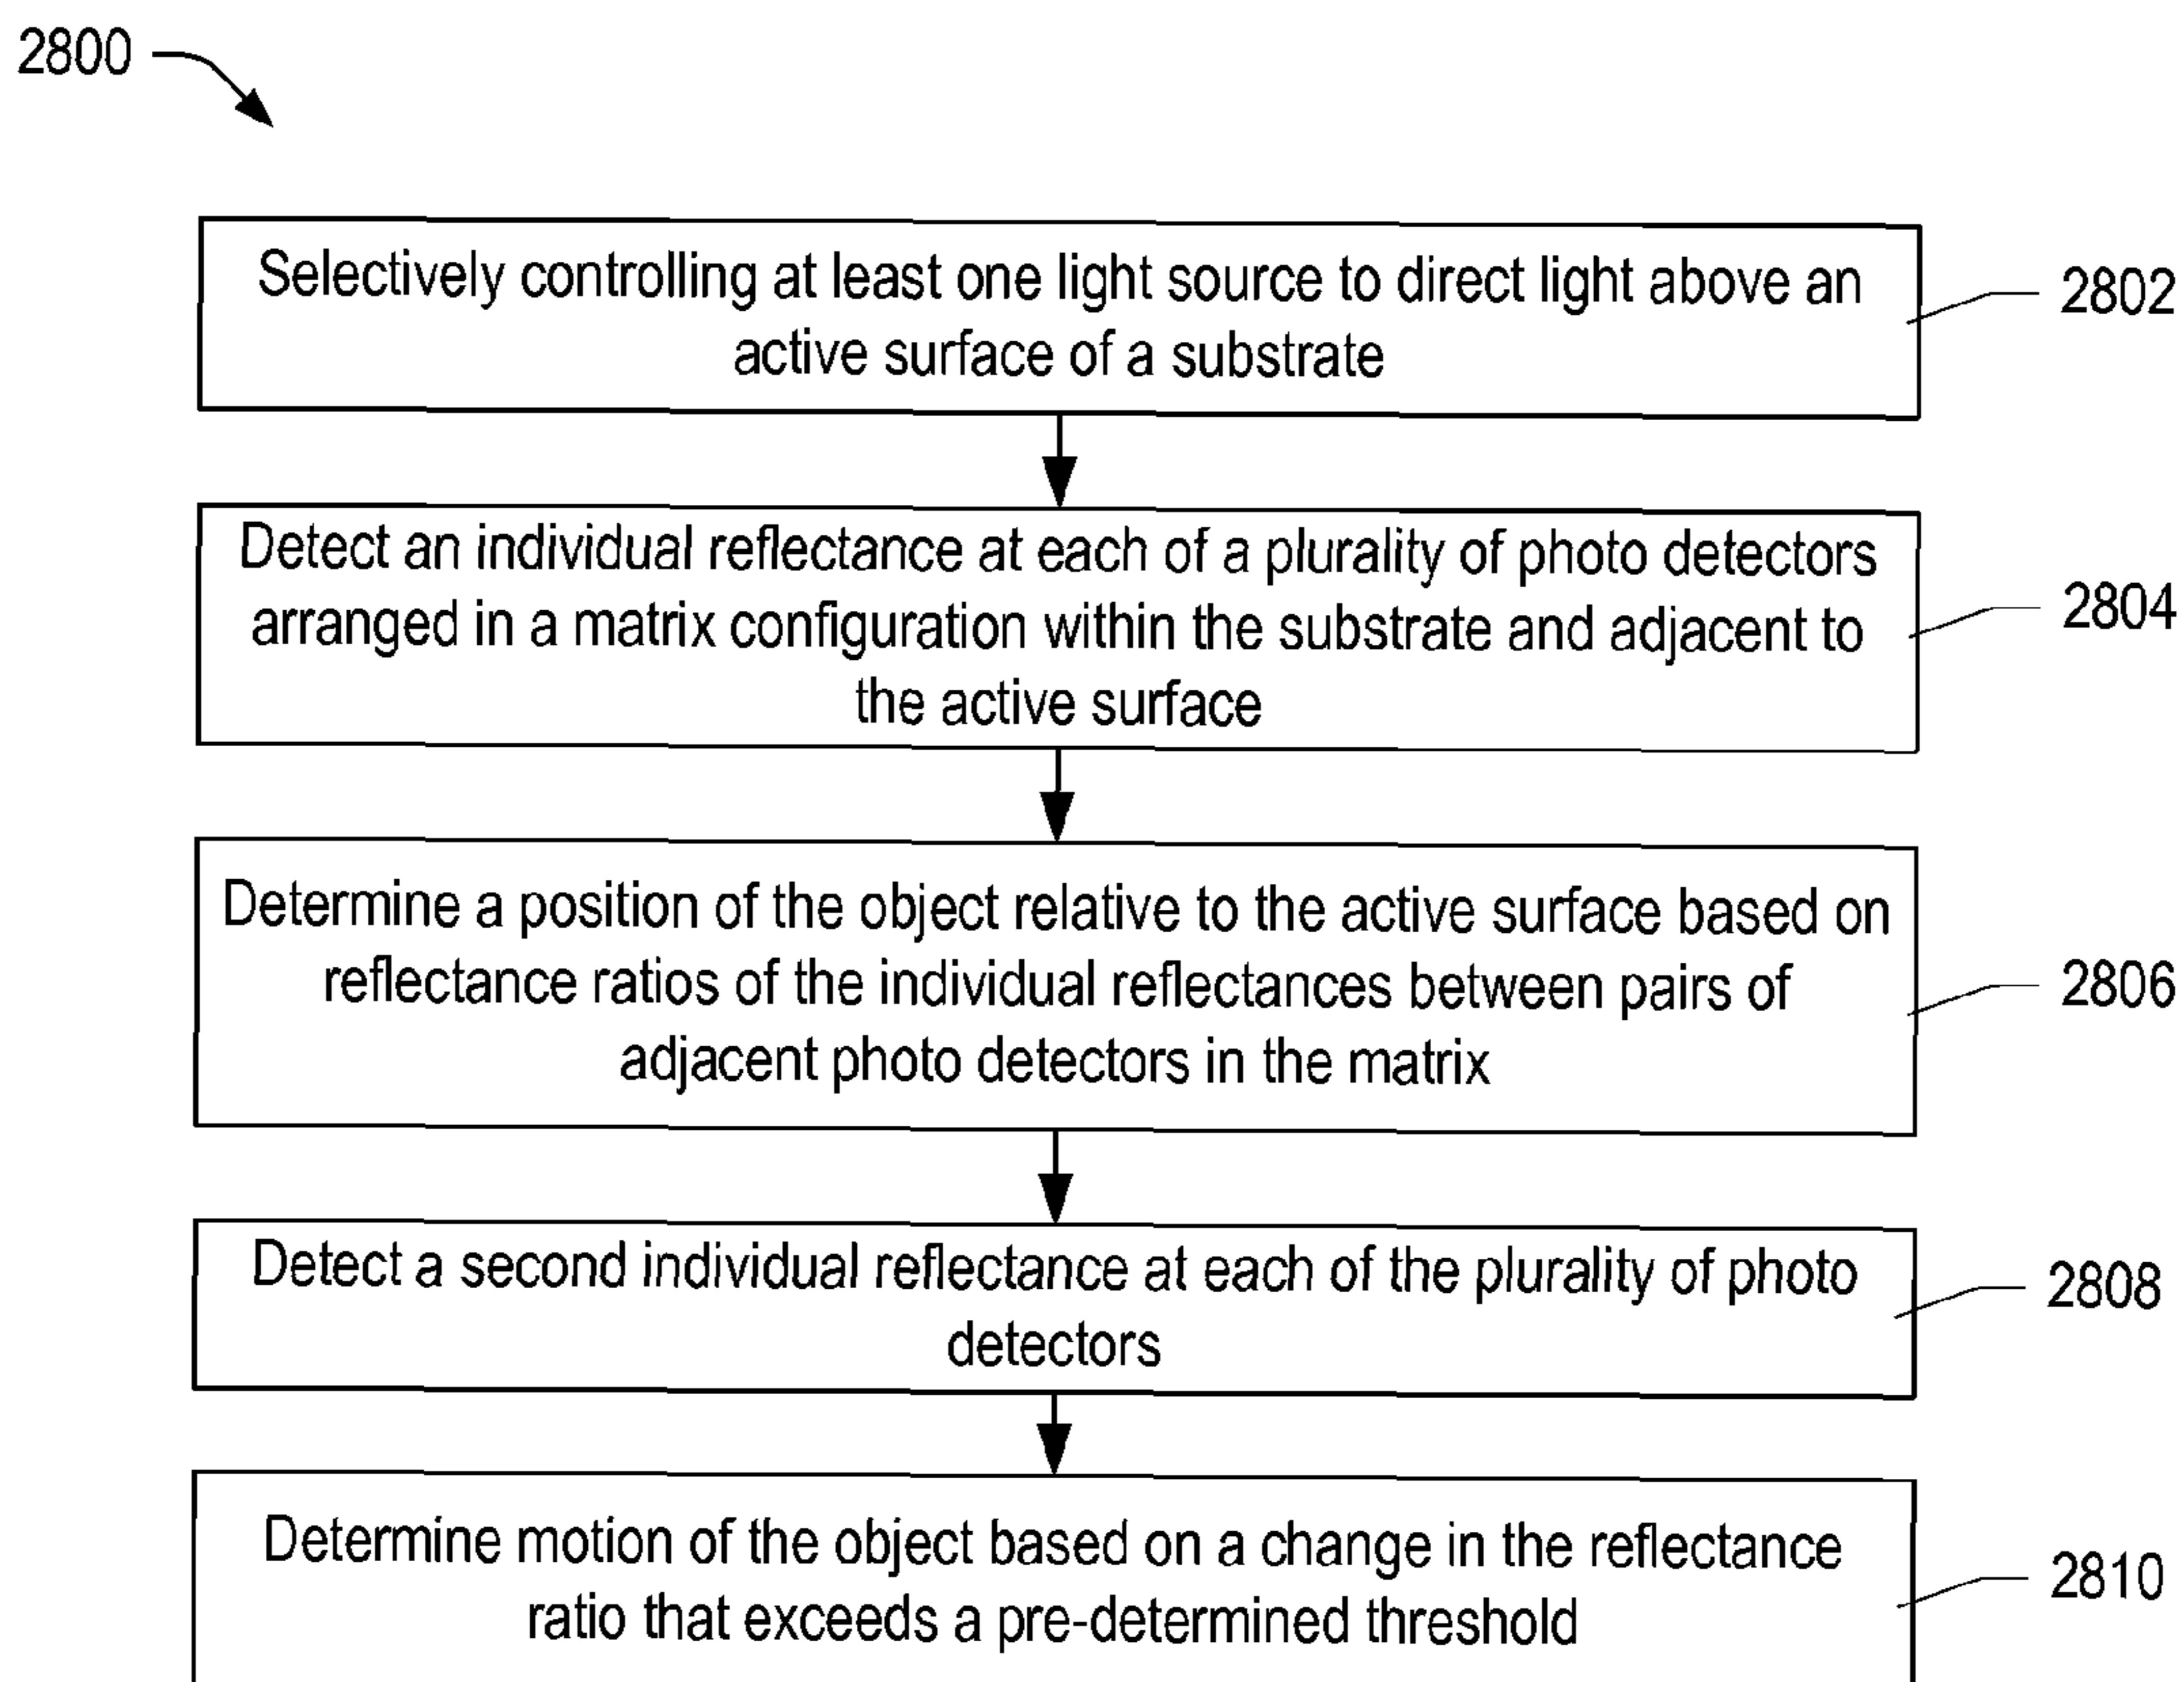 2800
Selectively controlling at least one light source to direct light above an
active surface of a substrate
2802
Detect an individual reflectance at each of a plurality of photo detectors
arranged in a matrix configuration within the substrate and adjacent to
the active surface
2804
Determine a position of the object relative to the active surface based on
reflectance ratios of the individual reflectances between pairs of
adjacent photo detectors in the matrix
2806
Detect a second individual reflectance at each of the plurality of photo
detectors
2808
Determine motion of the object based on a change in the reflectance
ratio that exceeds a pre-determined threshold
2810